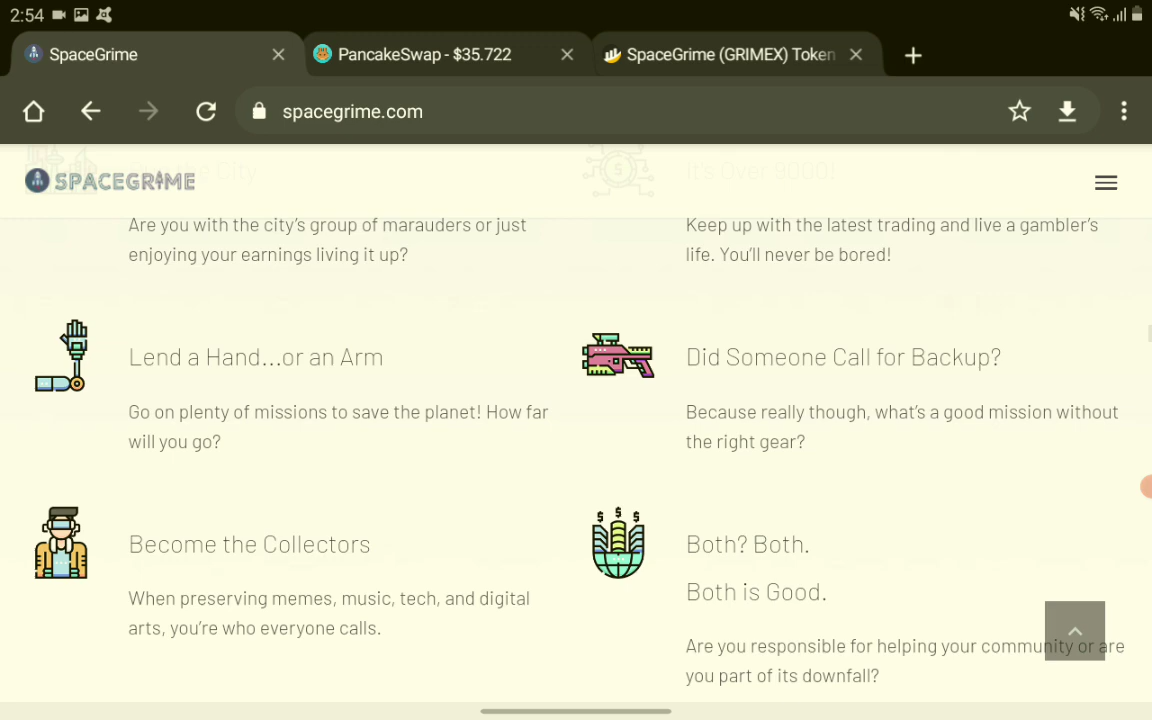 2:54
SpaceGrime
PancakeSwap - $35.722
SpaceGrime (GRIMEX) Token
spacegrime.com
SPACEGRIME
the City
It's Over 9000!
Are you with the city's group of marauders or just
enjoying your earnings living it up?
Keep up with the latest trading and live a gambler's
life. You'll never be bored!
Lend a Hand...or an Arm
Go on plenty of missions to save the planet! How far
will you go?
Did Someone Call for Backup?
Because really though, what's a good mission without
the right gear?
Become the Collectors
When preserving memes, music, tech, and digital
arts, you're who everyone calls.
Both? Both.
Both is Good.
Are you responsible for helping your community or are
you part of its downfall?